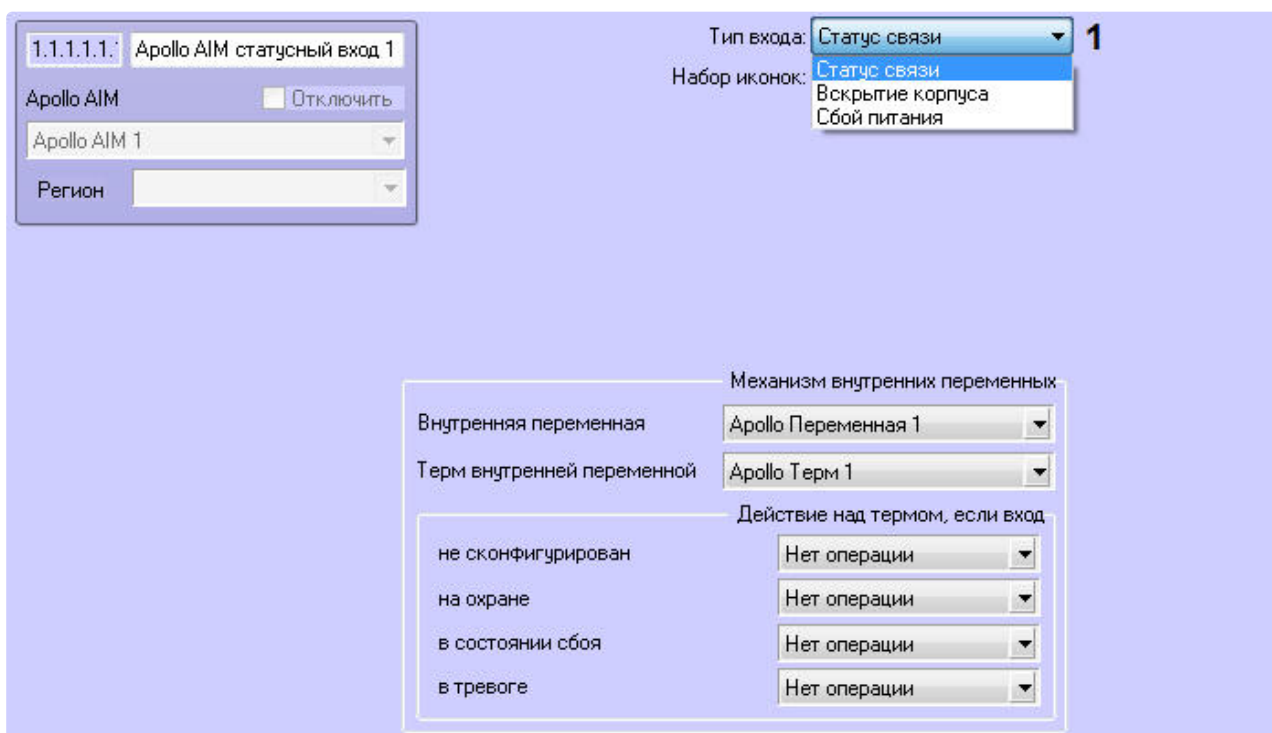 1.1.1.1.1. Apollo AIM статусный вход 1
Apollo AIM Отключить
Apollo AIM 1
Регион
Тип входа: Статус связи 1
Набор иконок: Статус связи
Вскрытие корпуса
Сбой питания
Механизм внутренних переменных
Внутренняя переменная Apollo Переменная 1
Терм внутренней переменной Apollo Терм 1
Действие над термом, если вход
не сконфигурирован Нет операции
на охране Нет операции
в состоянии сбоя Нет операции
в тревоге Нет операции